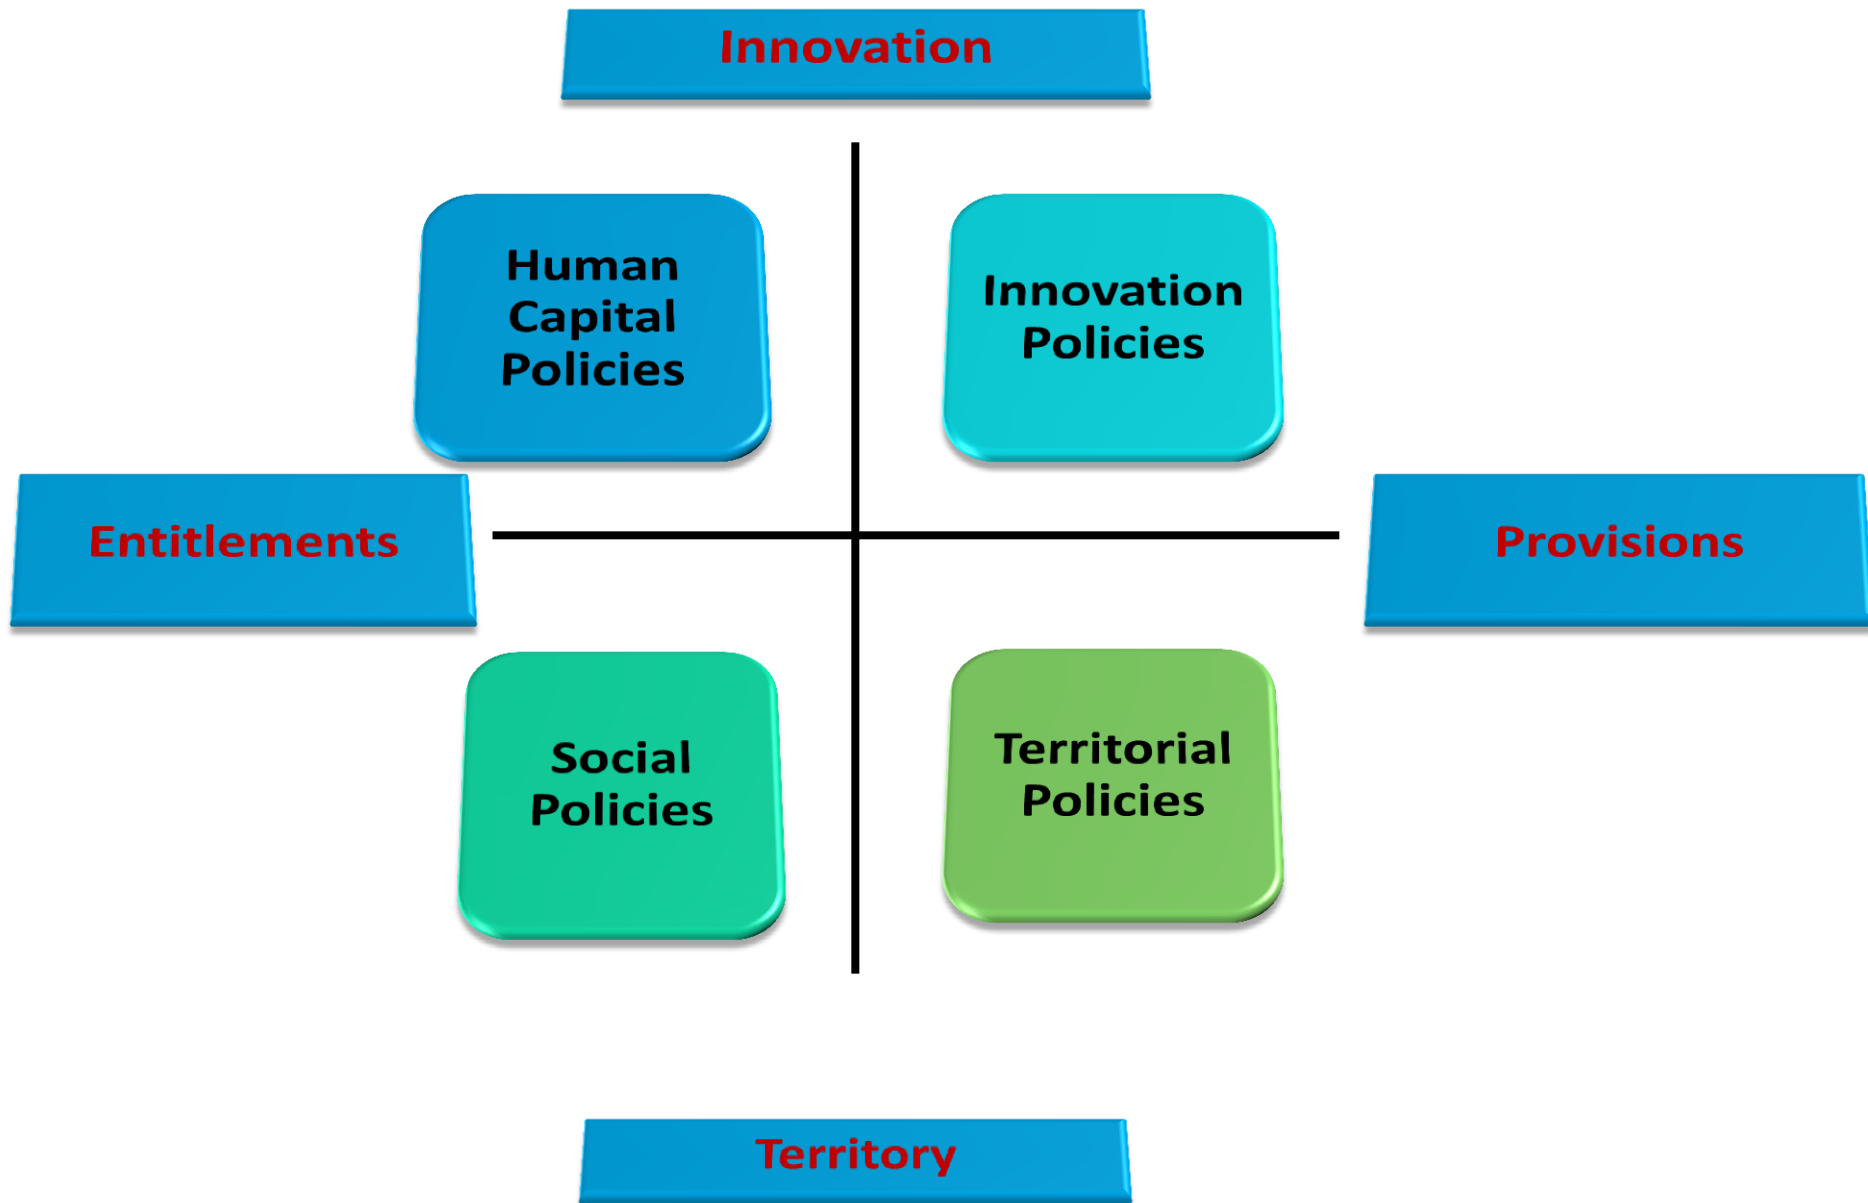 Innovation
Human
Capital
Policies
Innovation
Policies
Entitlements
Provisions
Social
Policies
Territorial
Policies
Territory